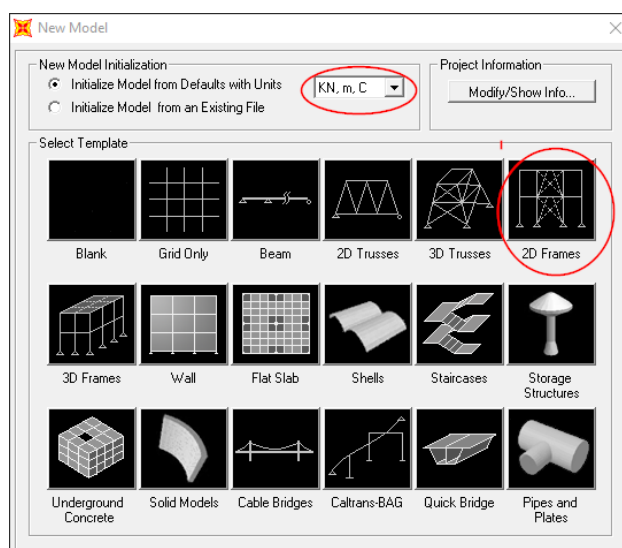 New Model
New Model Initialization
Project Information
Initialize Model from Defaults with Units
KN, m, C
Modify/Show Info...
Initialize Model from an Existing File
Select Template
Blank
Grid Only
Beam
2D Trusses
3D Trusses
2D Frames
3D Frames
Wall
Flat Slab
Shells
Staircases
Storage
Structures
Underground
Concrete
Solid Models
Cable Bridges
Caltrans-BAG
Quick Bridge
Pipes and
Plates